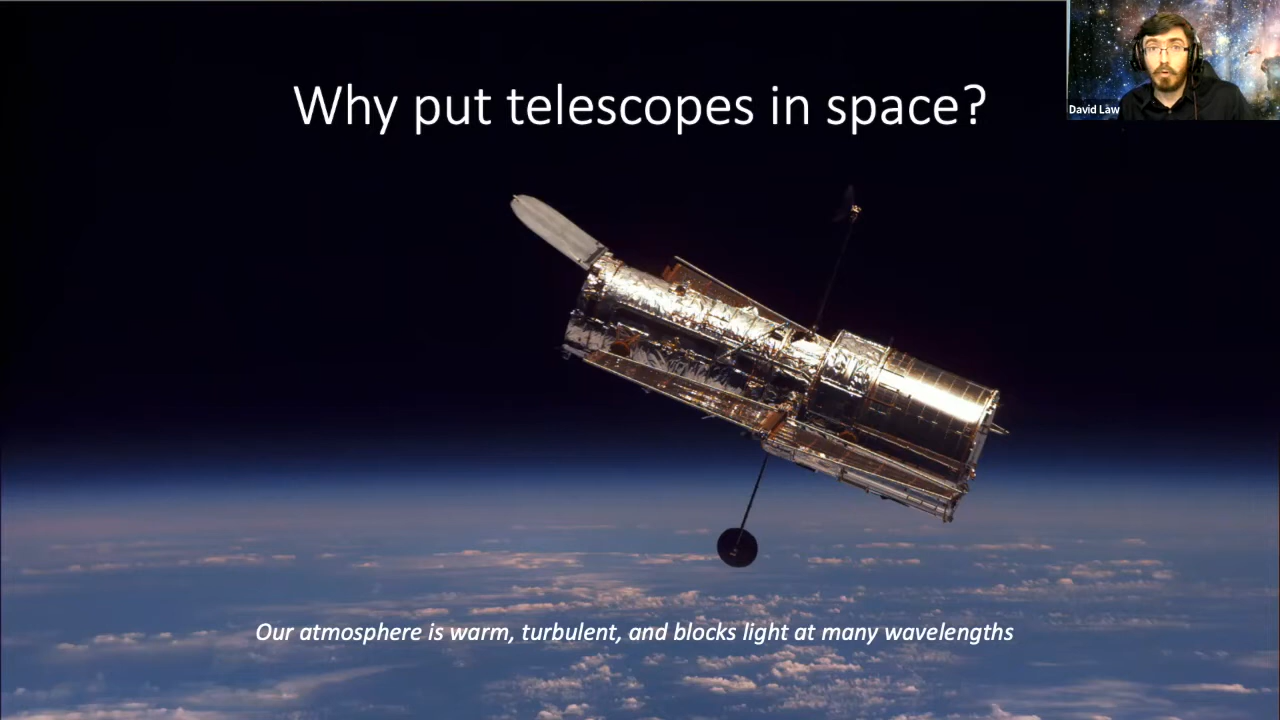 Why put telescopes in space?
David Law
Our atmosphere is warm, turbulent, and blocks light at many wavelengths